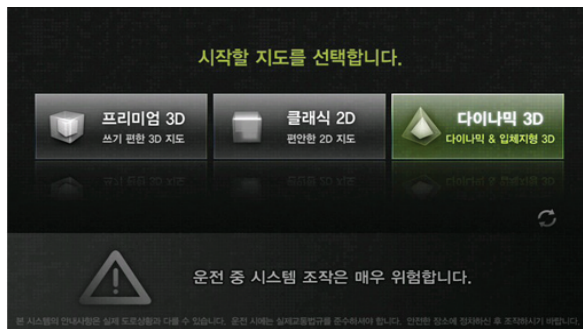 시작할 지도를 선택합니다.
프리미엄 3D
쓰기 편한 3D 지도
클래식 2D
편안한 2D 지도
다이나믹 3D
다이나믹 & 입체지형 3D
운전 중 시스템 조작은 매우 위험합니다.
본 시스템의 안내사항은 실제 도로상황과 다를 수 있습니다. 운전 시에는 실제교통법규를 준수하셔야 합니다. 안전한 장소에 정차하신 후 조작하시기 바랍니다